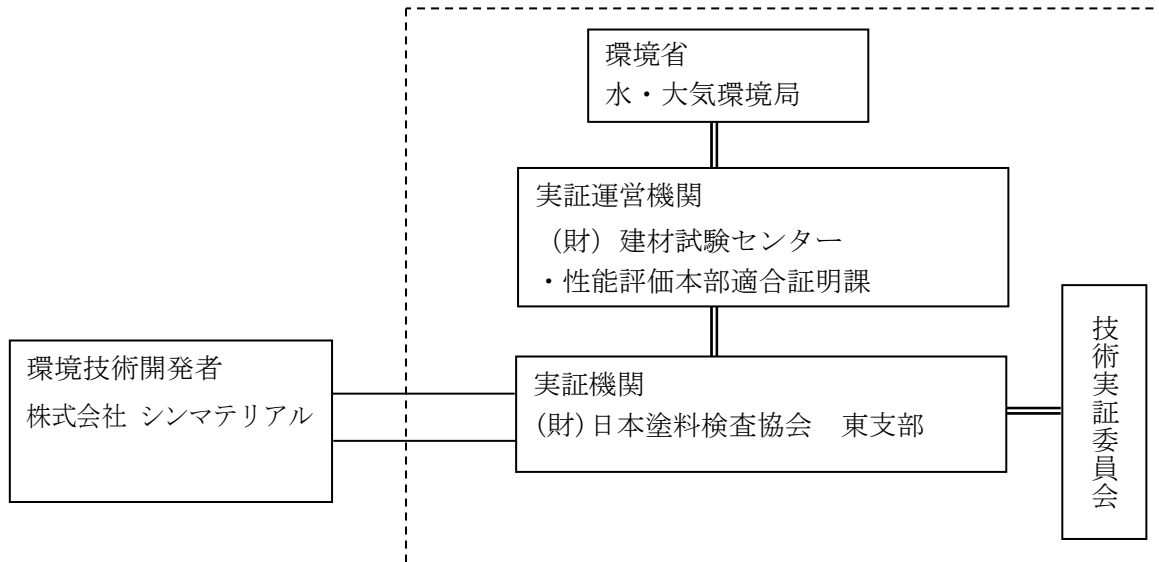 環境省
水・大気環境局
実証運営機関
（財）建材試験センター
・性能評価本部適合証明課
技術実証委員会
環境技術開発者
株式会社 シンマテリアル
実証機関
(財)日本塗料検査協会　東支部